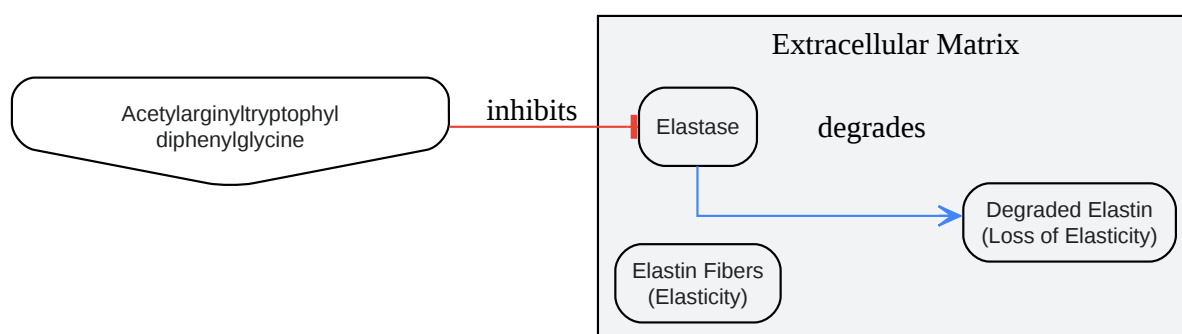 Extracellular Matrix
Acetylarginyltryptophyl
diphenylglycine
inhibits
Elastase
degrades
Degraded Elastin
(Loss of Elasticity)
Elastin Fibers
(Elasticity)